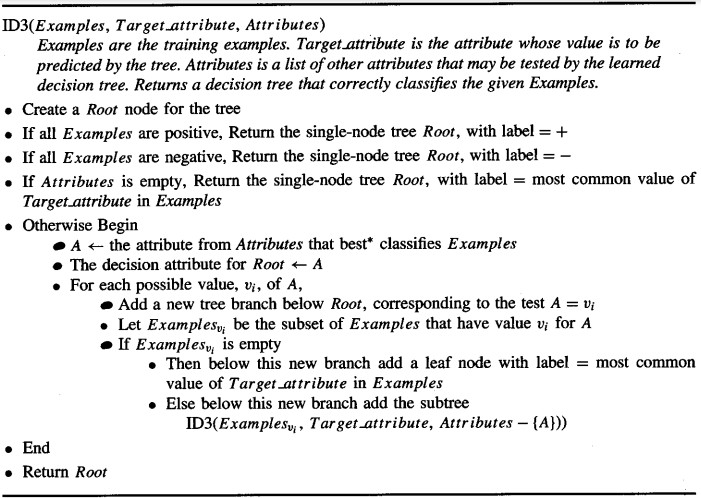 ID3(Examples, Target_attribute, Attributes)
Examples are the training examples. Target_attribute is the attribute whose value is to be
predicted by the tree. Attributes is a list of other attributes that may be tested by the learned
decision tree. Returns a decision tree that correctly classifies the given Examples.
• Create a Root node for the tree
• If all Examples are positive, Return the single-node tree Root, with label = +
• If all Examples are negative, Return the single-node tree Root, with label = −
• If Attributes is empty, Return the single-node tree Root, with label = most common value of
Target_attribute in Examples
• Otherwise Begin
• A ← the attribute from Attributes that best* classifies Examples
• The decision attribute for Root ← A
• For each possible value, vᵢ, of A,
• Add a new tree branch below Root, corresponding to the test A = vᵢ
• Let Examples_vᵢ be the subset of Examples that have value vᵢ for A
• If Examples_vᵢ is empty
• Then below this new branch add a leaf node with label = most common
value of Target_attribute in Examples
• Else below this new branch add the subtree
ID3(Examples_vᵢ, Target_attribute, Attributes − {A}))
• End
• Return Root